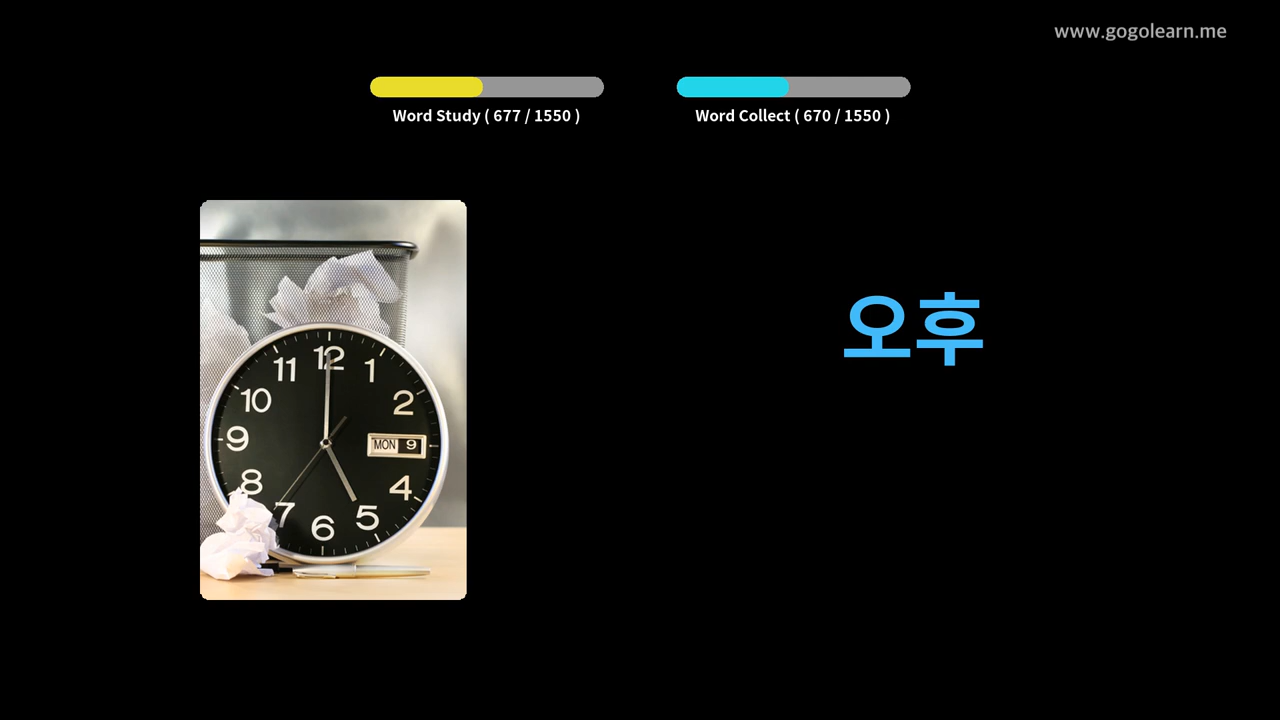 www.gogolearn.me
Word Study ( 677 / 1550 )
Word Collect ( 670 / 1550 )
12
11
1
10
2
9
MON 9
8
4
7
5
6
오후